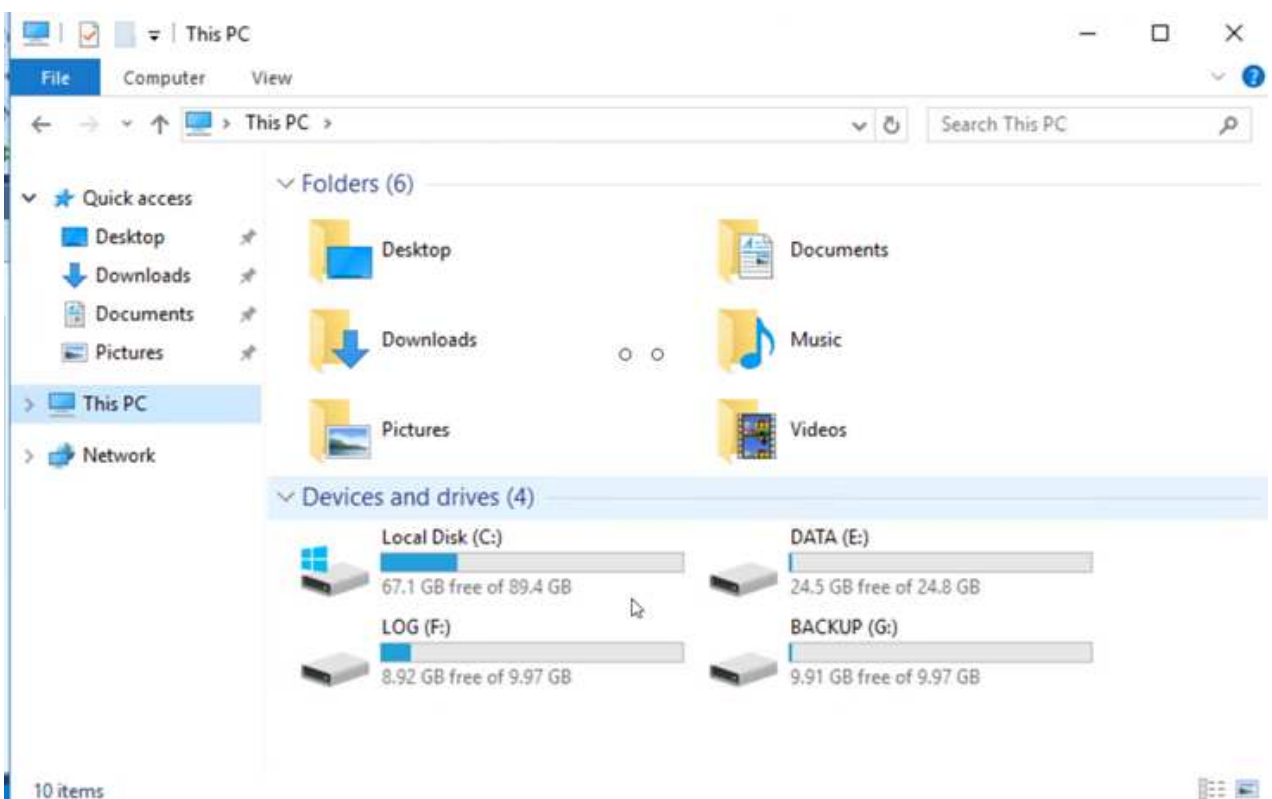 This PC
File Computer View
This PC
Search This PC
Quick access
Desktop
Downloads
Documents
Pictures
This PC
Network
Folders (6)
Desktop
Documents
Downloads
Music
Pictures
Videos
Devices and drives (4)
Local Disk (C:)
67.1 GB free of 89.4 GB
DATA (E:)
24.5 GB free of 24.8 GB
LOG (F:)
8.92 GB free of 9.97 GB
BACKUP (G:)
9.91 GB free of 9.97 GB
10 items